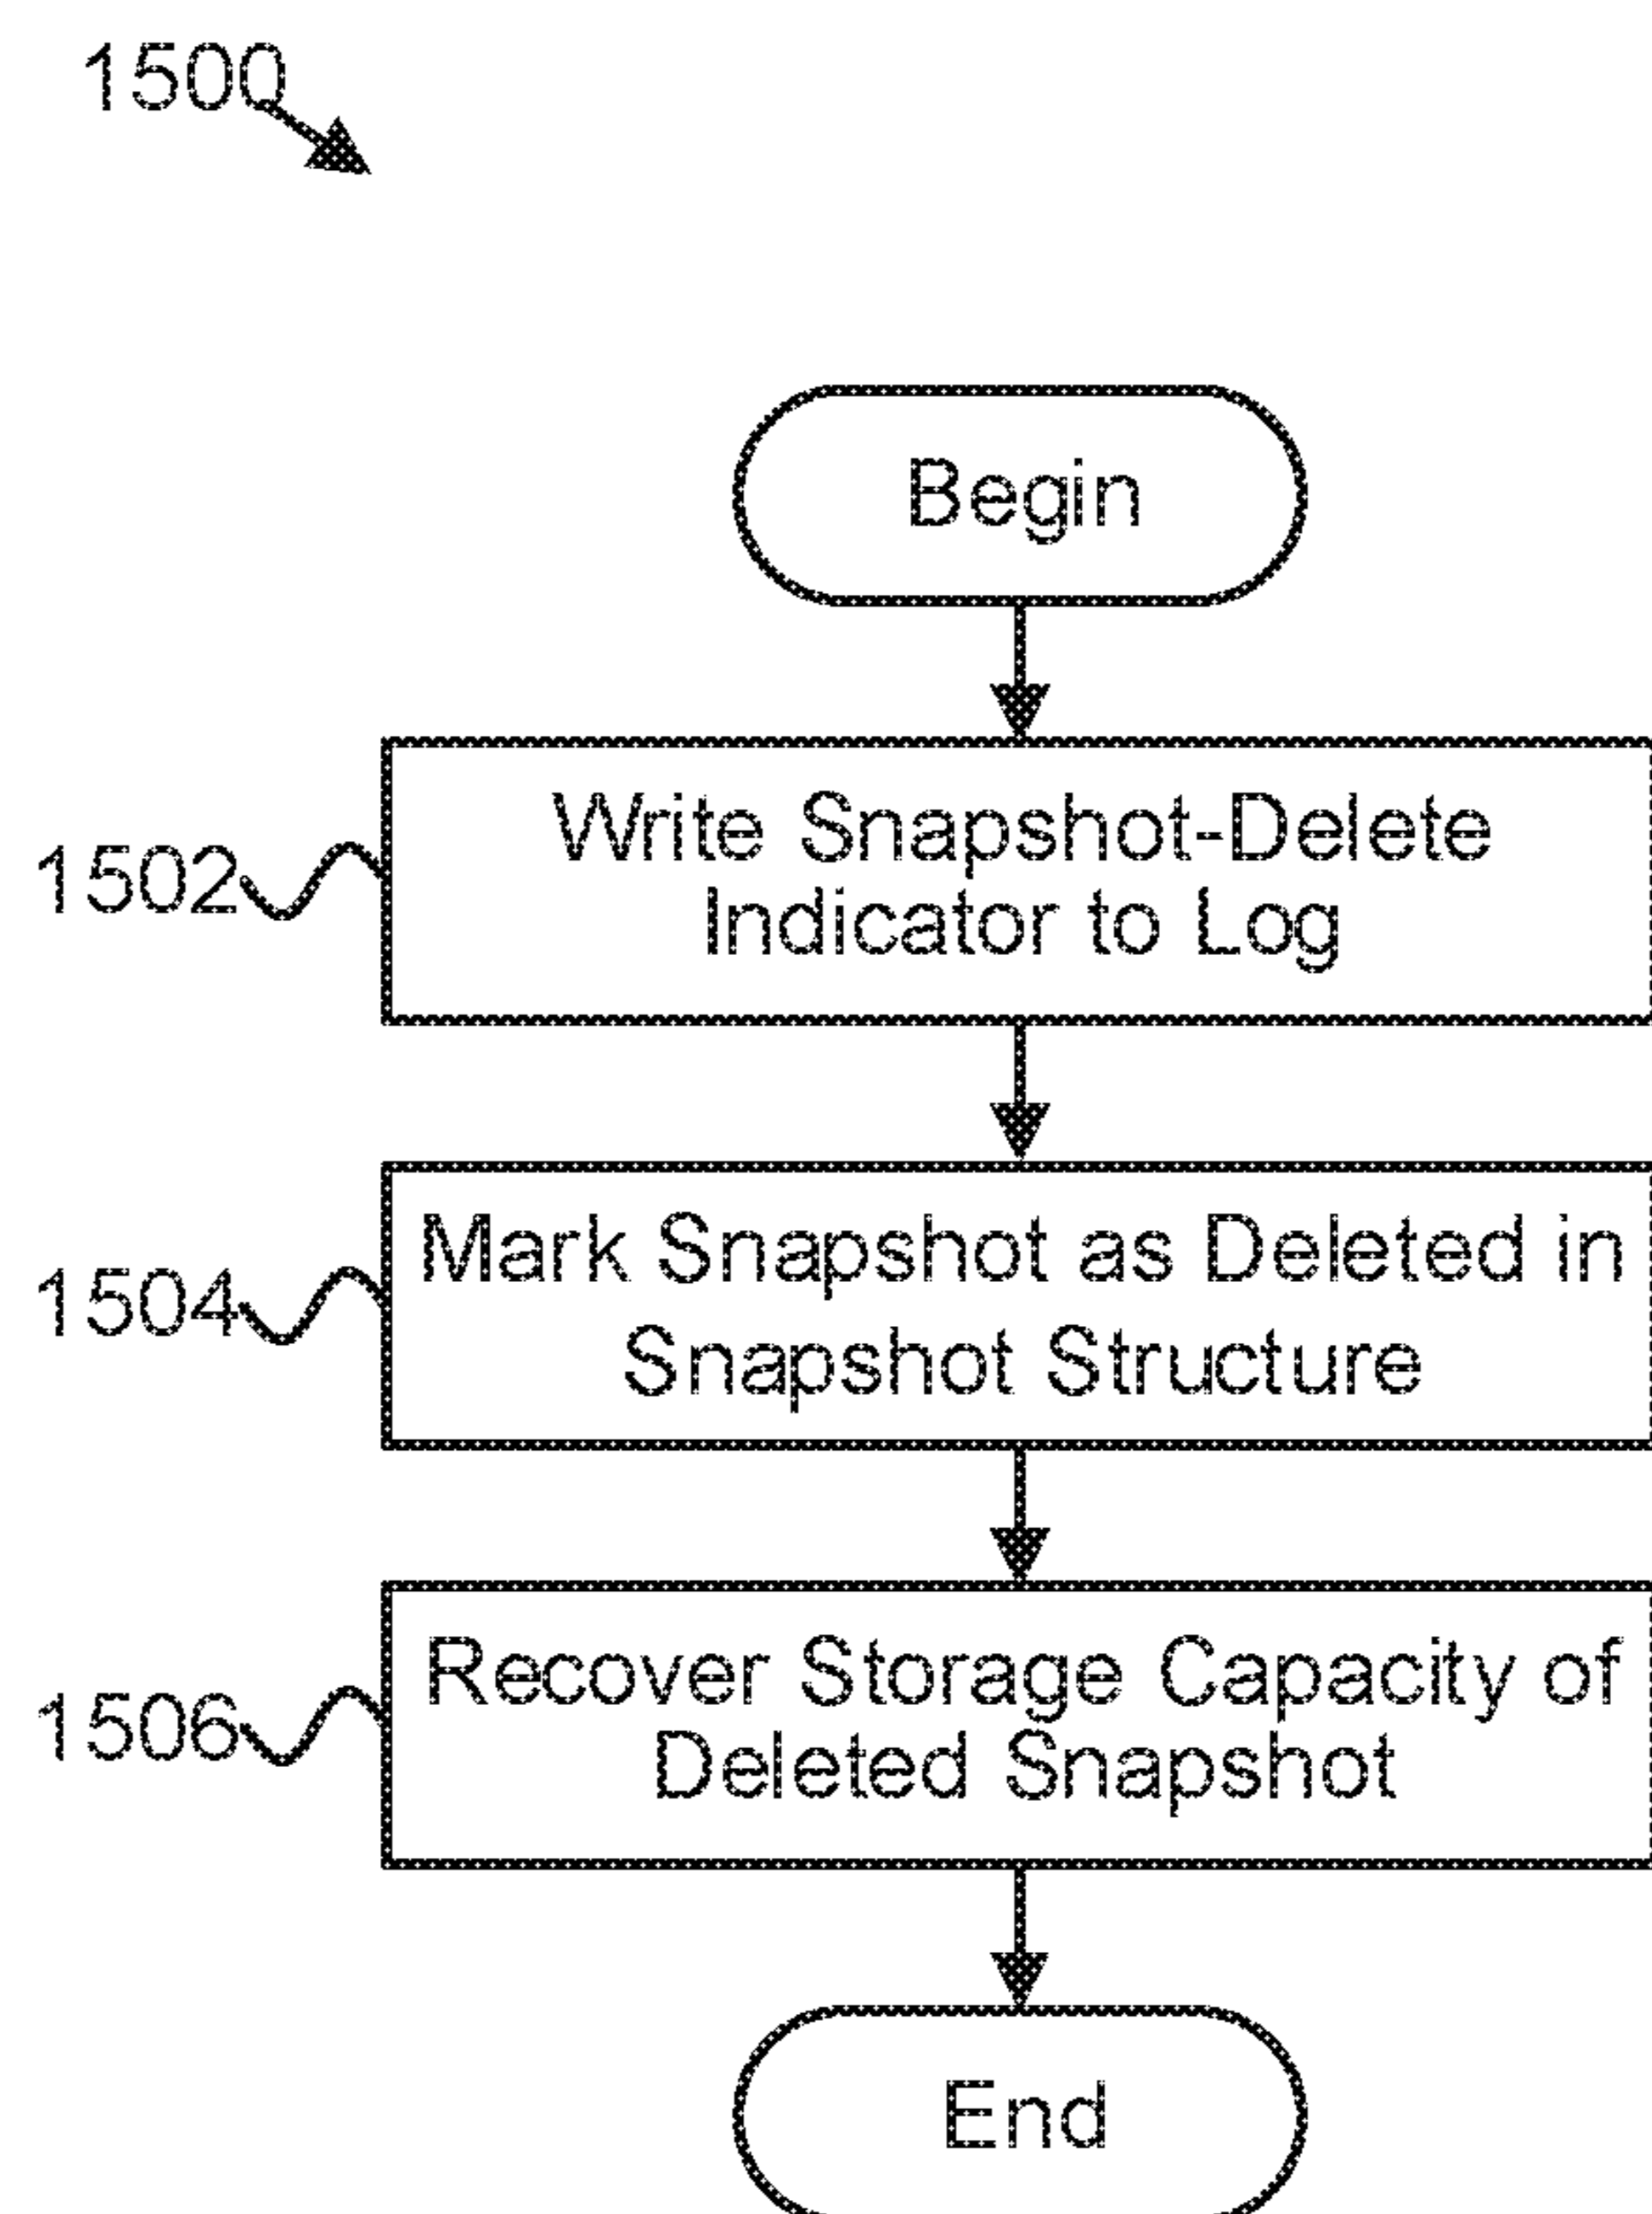 1500
Begin
1502
Write Snapshot-Delete
Indicator to Log
1504
Mark Snapshot as Deleted in
Snapshot Structure
1506
Recover Storage Capacity of
Deleted Snapshot
End